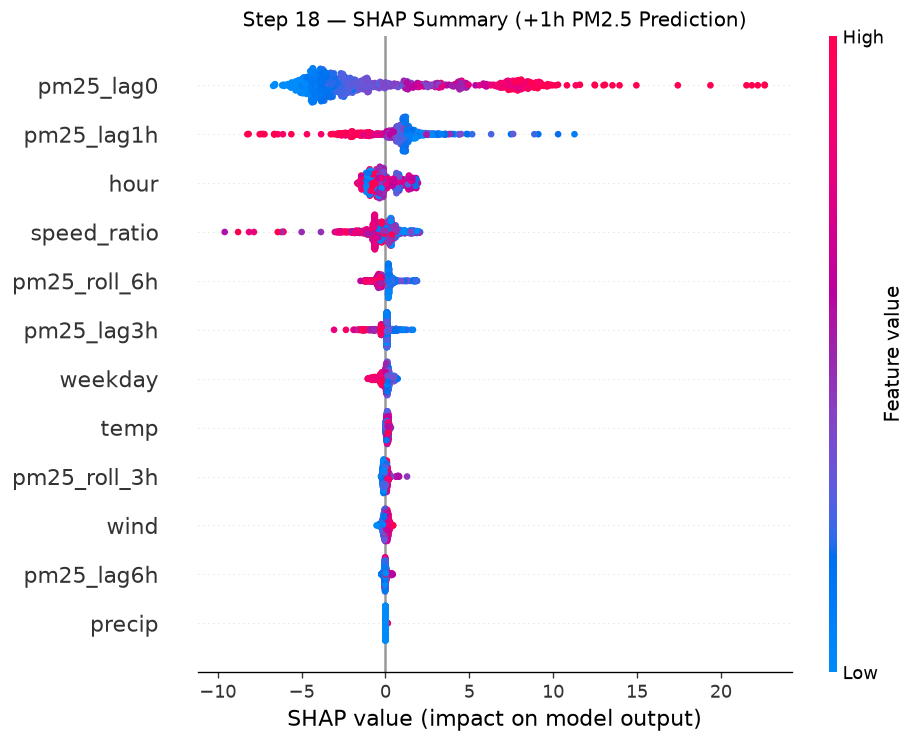 Step 18 — SHAP Summary (+1h PM2.5 Prediction)
High
pm25_lag0
pm25_lag1h
hour
speed_ratio
pm25_roll_6h
pm25_lag3h
weekday
temp
pm25_roll_3h
wind
pm25_lag6h
precip
Feature value
Low
−10 −5 0 5 10 15 20
SHAP value (impact on model output)